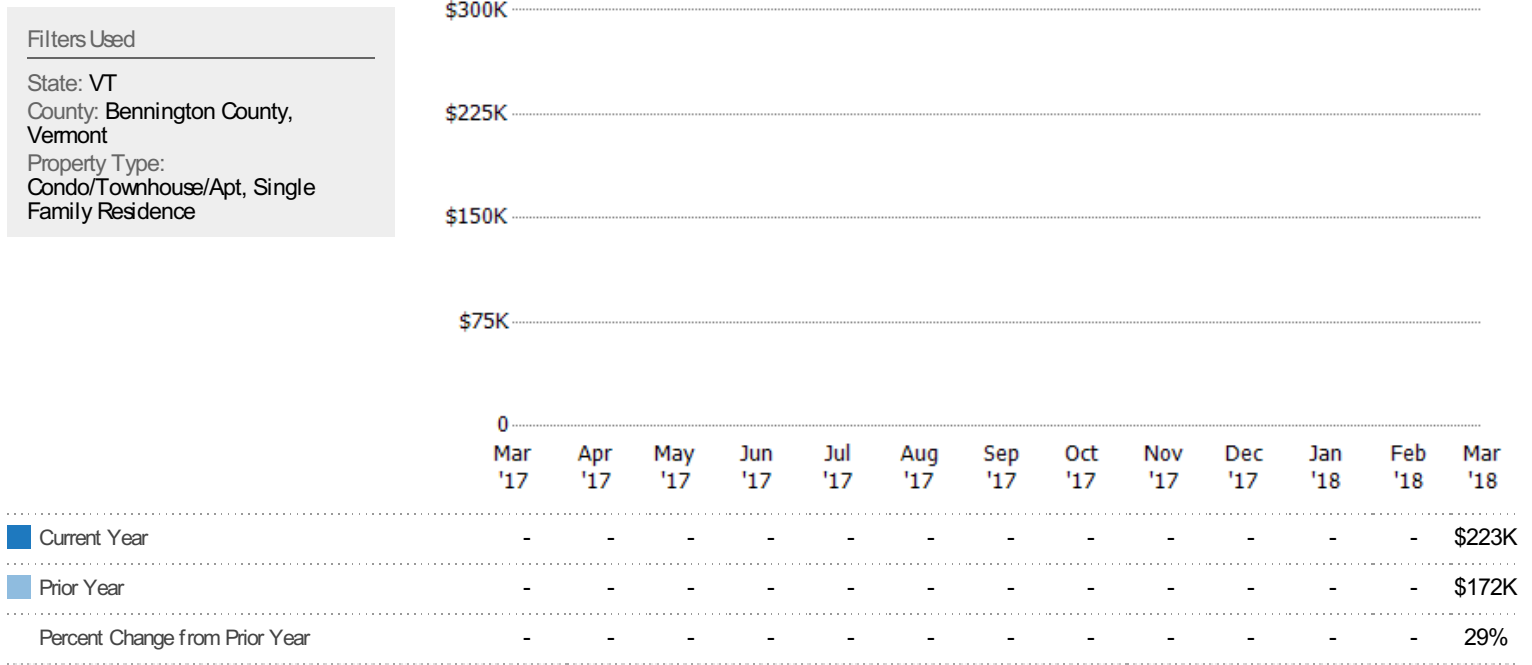 Filters Used
State: VT
County: Bennington County,
Vermont
Property Type:
Condo/Townhouse/Apt, Single
Family Residence
$300K
$225K
$150K
$75K
0
Mar Apr May Jun Jul Aug Sep Oct Nov Dec Jan Feb Mar
'17 '17 '17 '17 '17 '17 '17 '17 '17 '17 '18 '18 '18
Current Year - - - - - - - - - - - - $223K
Prior Year - - - - - - - - - - - - $172K
Percent Change from Prior Year - - - - - - - - - - - - 29%